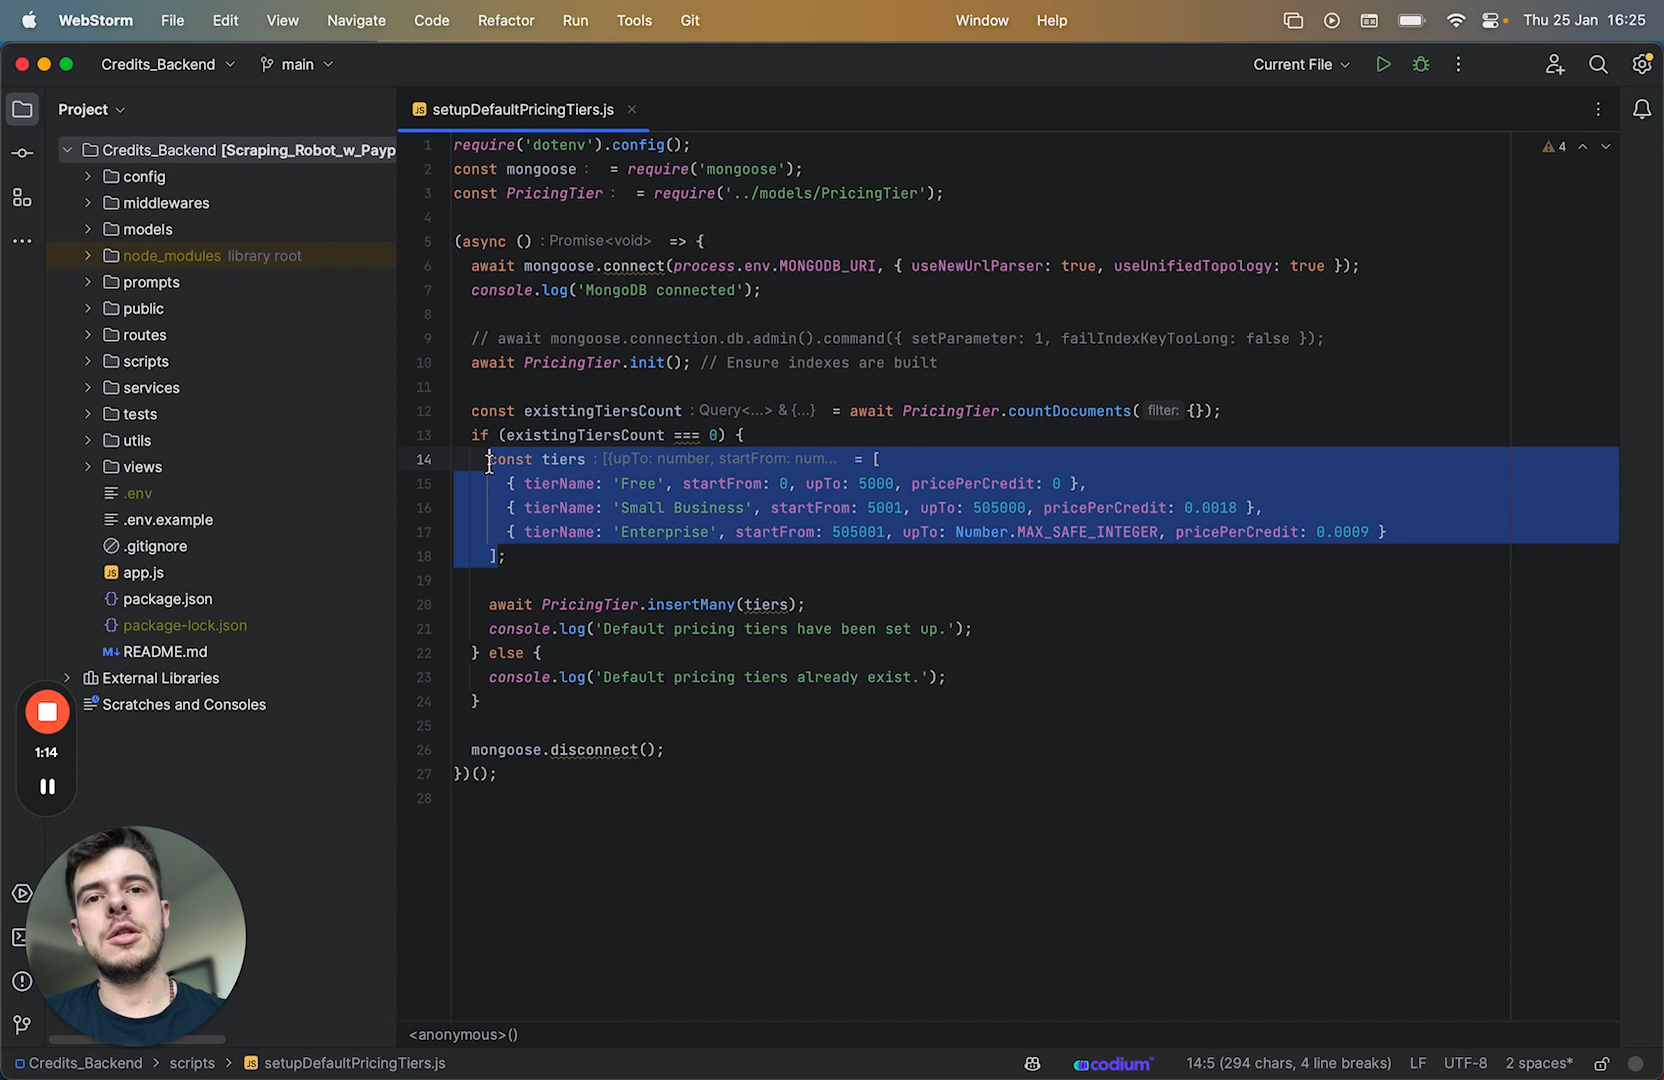 WebStorm File Edit View Navigate Code Refactor Run Tools Git Window Help Thu 25 Jan 16:25
Credits_Backend main Current File
Project
setupDefaultPricingTiers.js
Credits_Backend [Scraping_Robot_w_Payp
config
middlewares
models
node_modules library root
prompts
public
routes
scripts
services
tests
utils
views
.env
.env.example
.gitignore
app.js
package.json
package-lock.json
README.md
External Libraries
Scratches and Consoles
1:14
1 require('dotenv').config();
2 const mongoose : = require('mongoose');
3 const PricingTier : = require('../models/PricingTier');
4
5 (async () : Promise<void> => {
6 await mongoose.connect(process.env.MONGODB_URI, { useNewUrlParser: true, useUnifiedTopology: true });
7 console.log('MongoDB connected');
8
9 // await mongoose.connection.db.admin().command({ setParameter: 1, failIndexKeyTooLong: false });
10 await PricingTier.init(); // Ensure indexes are built
11
12 const existingTiersCount : Query<...> & {...} = await PricingTier.countDocuments( filter: {});
13 if (existingTiersCount === 0) {
14 const tiers : [{upTo: number, startFrom: num... = [
15 { tierName: 'Free', startFrom: 0, upTo: 5000, pricePerCredit: 0 },
16 { tierName: 'Small Business', startFrom: 5001, upTo: 505000, pricePerCredit: 0.0018 },
17 { tierName: 'Enterprise', startFrom: 505001, upTo: Number.MAX_SAFE_INTEGER, pricePerCredit: 0.0009 }
18 ];
19
20 await PricingTier.insertMany(tiers);
21 console.log('Default pricing tiers have been set up.');
22 } else {
23 console.log('Default pricing tiers already exist.');
24 }
25
26 mongoose.disconnect();
27 })();
28
4
<anonymous>()
Credits_Backend > scripts > setupDefaultPricingTiers.js codium 14:5 (294 chars, 4 line breaks) LF UTF-8 2 spaces*